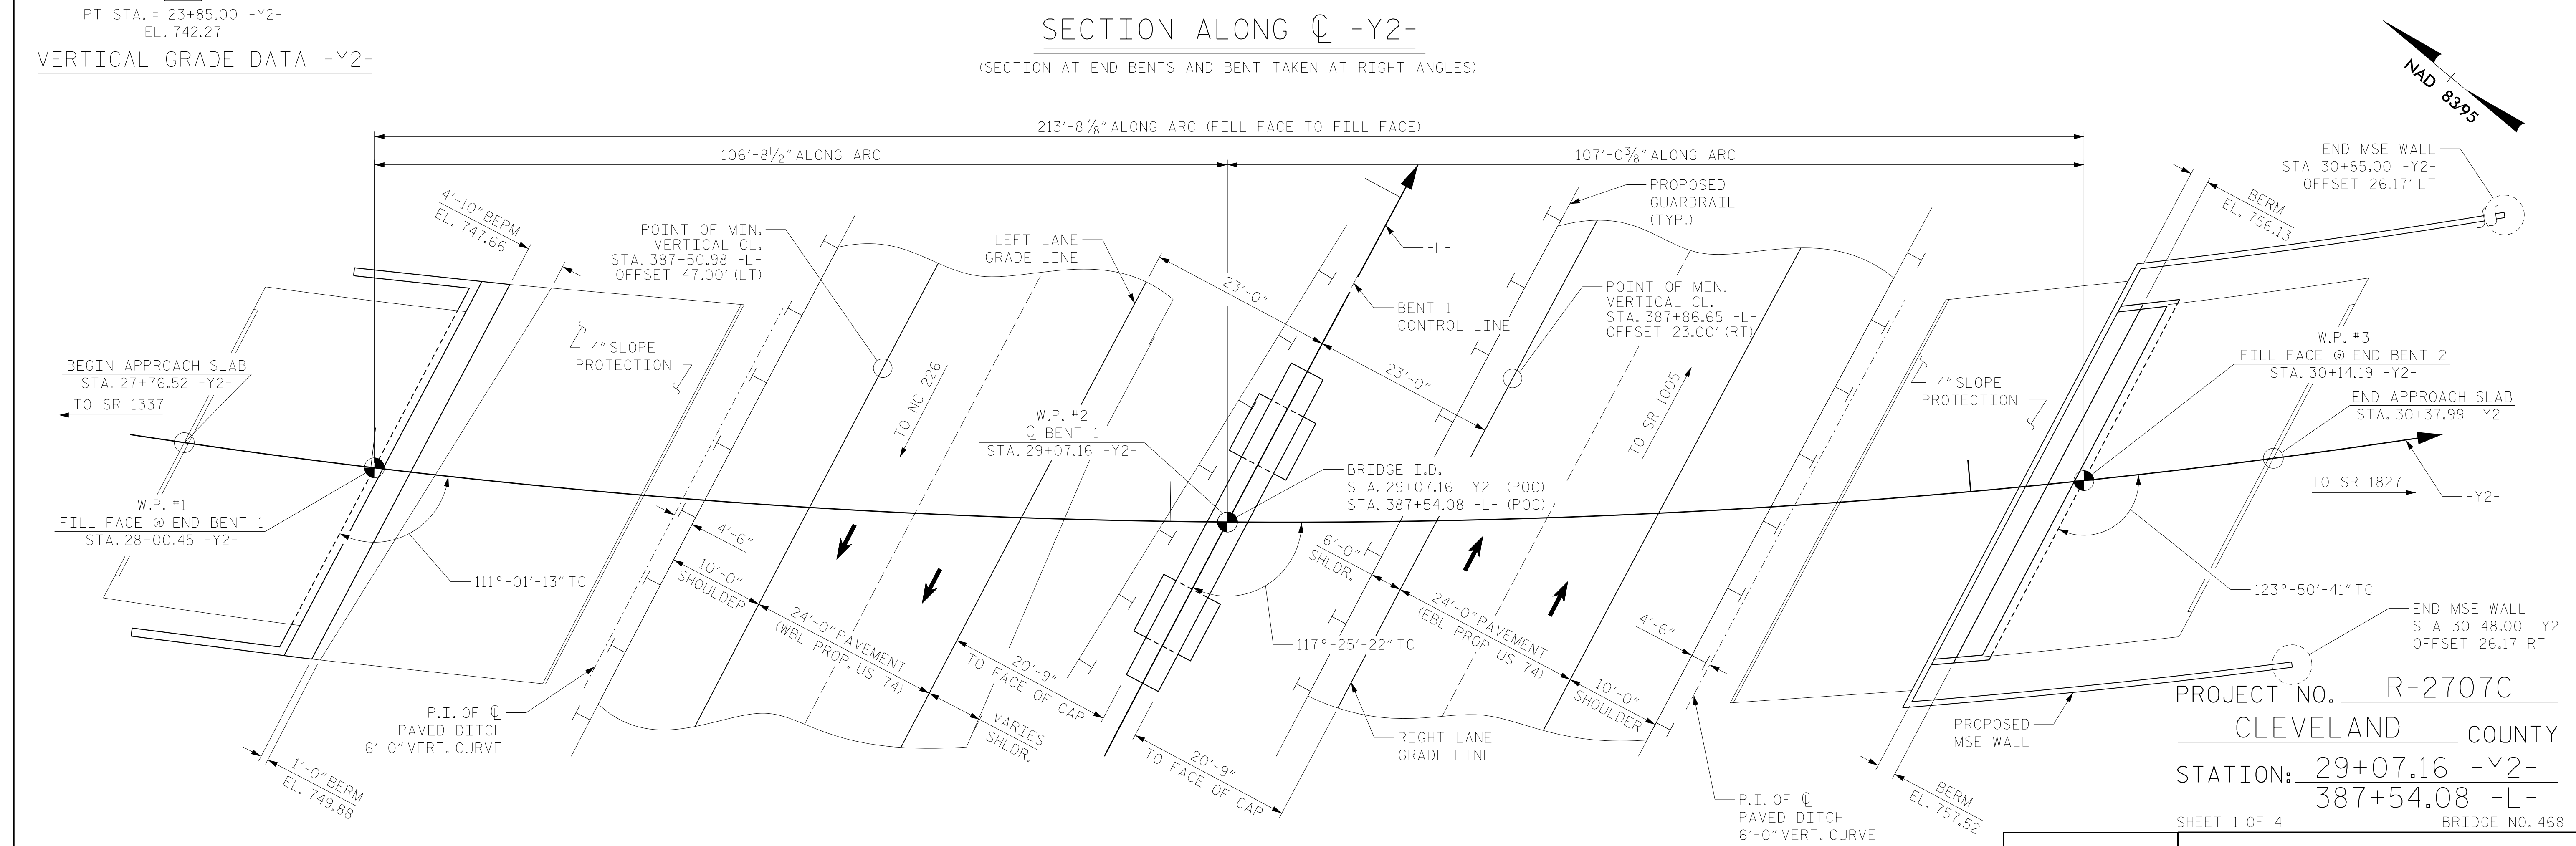 PT STA. = 23+85.00 -Y2-
EL. 742.27
VERTICAL GRADE DATA -Y2-
SECTION ALONG ℄ -Y2-
(SECTION AT END BENTS AND BENT TAKEN AT RIGHT ANGLES)
NAD 83/95
213'-8⅞" ALONG ARC (FILL FACE TO FILL FACE)
106'-8½" ALONG ARC
107'-0⅜" ALONG ARC
4'-10" BERM
EL. 747.66
POINT OF MIN.
VERTICAL CL.
STA. 387+50.98 -L-
OFFSET 47.00' (LT)
LEFT LANE
GRADE LINE
23'-0"
23'-0"
PROPOSED
GUARDRAIL
(TYP.)
-L-
BENT 1
CONTROL LINE
POINT OF MIN.
VERTICAL CL.
STA. 387+86.65 -L-
OFFSET 23.00' (RT)
BERM
EL. 756.13
END MSE WALL
STA 30+85.00 -Y2-
OFFSET 26.17' LT
4" SLOPE
PROTECTION
BEGIN APPROACH SLAB
STA. 27+76.52 -Y2-
TO SR 1337
TO NC 226
W.P. #2
℄ BENT 1
STA. 29+07.16 -Y2-
TO SR 1005
4" SLOPE
PROTECTION
W.P. #3
FILL FACE @ END BENT 2
STA. 30+14.19 -Y2-
END APPROACH SLAB
STA. 30+37.99 -Y2-
TO SR 1827
-Y2-
BRIDGE I.D.
STA. 29+07.16 -Y2- (POC)
STA. 387+54.08 -L- (POC)
W.P. #1
FILL FACE @ END BENT 1
STA. 28+00.45 -Y2-
111°-01'-13" TC
4'-6"
10'-0"
SHOULDER
24'-0" PAVEMENT
(WBL PROP. US 74)
VARIES
SHLDR.
20'-9"
TO FACE OF CAP
117°-25'-22" TC
6'-0"
SHLDR.
24'-0" PAVEMENT
(EBL PROP US 74)
4'-6"
10'-0"
SHOULDER
123°-50'-41" TC
END MSE WALL
STA 30+48.00 -Y2-
OFFSET 26.17 RT
P.I. OF ℄
PAVED DITCH
6'-0" VERT. CURVE
1'-0" BERM
EL. 749.88
20'-9"
TO FACE OF CAP
RIGHT LANE
GRADE LINE
P.I. OF ℄
PAVED DITCH
6'-0" VERT. CURVE
PROPOSED
MSE WALL
BERM
EL. 757.52
PROJECT NO. R-2707C
CLEVELAND COUNTY
STATION: 29+07.16 -Y2-
387+54.08 -L-
SHEET 1 OF 4 BRIDGE NO. 468